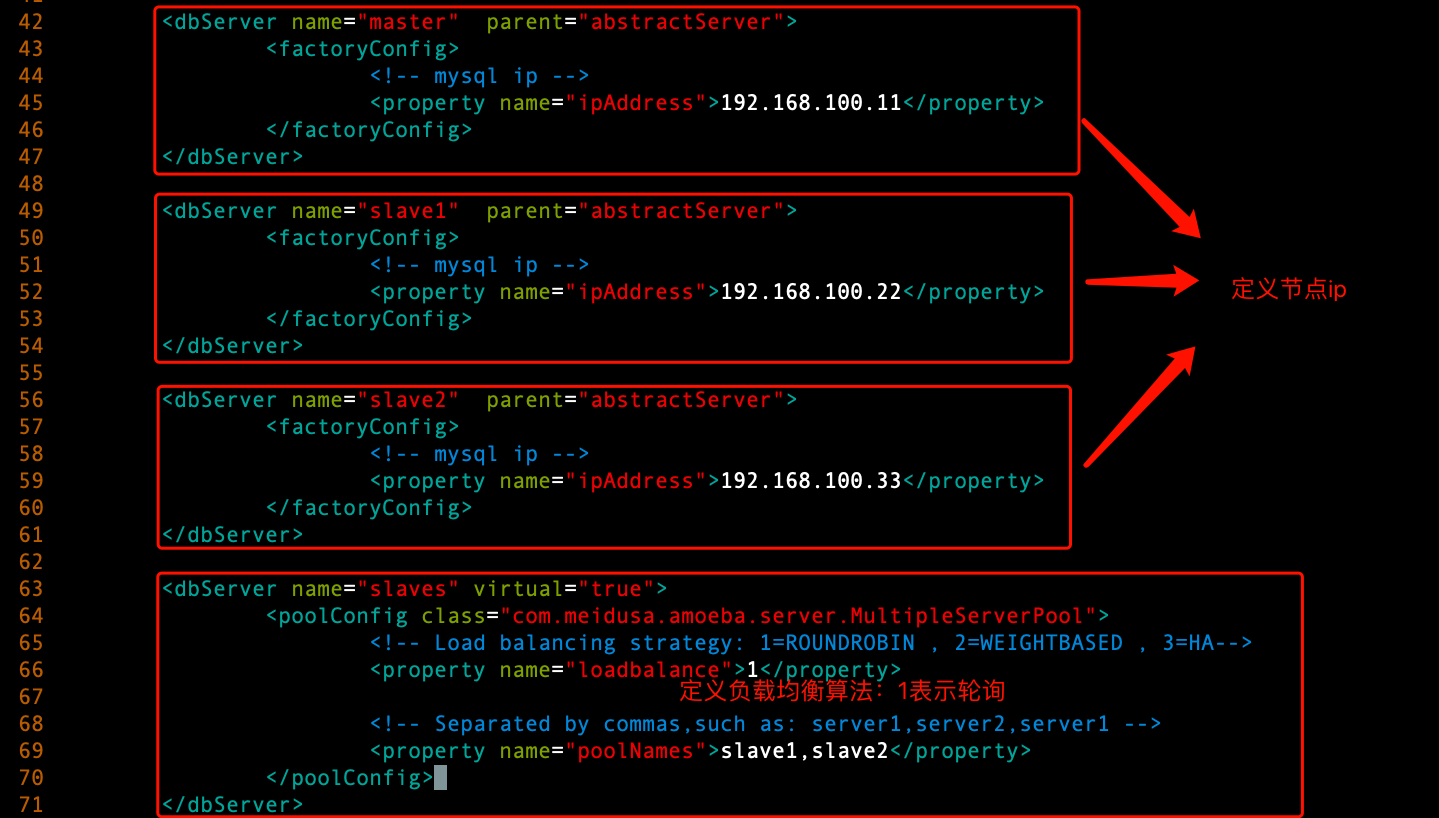 42 <dbServer name="master"  parent="abstractServer">
43 <factoryConfig>
44 <!-- mysql ip -->
45 <property name="ipAddress">192.168.100.11</property>
46 </factoryConfig>
47 </dbServer>
48
49 <dbServer name="slave1"  parent="abstractServer">
50 <factoryConfig>
51 <!-- mysql ip -->
52 <property name="ipAddress">192.168.100.22</property>
定义节点ip
53 </factoryConfig>
54 </dbServer>
55
56 <dbServer name="slave2"  parent="abstractServer">
57 <factoryConfig>
58 <!-- mysql ip -->
59 <property name="ipAddress">192.168.100.33</property>
60 </factoryConfig>
61 </dbServer>
62
63 <dbServer name="slaves" virtual="true">
64 <poolConfig class="com.meidusa.amoeba.server.MultipleServerPool">
65 <!-- Load balancing strategy: 1=ROUNDROBIN , 2=WEIGHTBASED , 3=HA-->
66 <property name="loadbalance">1</property>
67 定义负载均衡算法：1表示轮询
68 <!-- Separated by commas,such as: server1,server2,server1 -->
69 <property name="poolNames">slave1,slave2</property>
70 </poolConfig>
71 </dbServer>